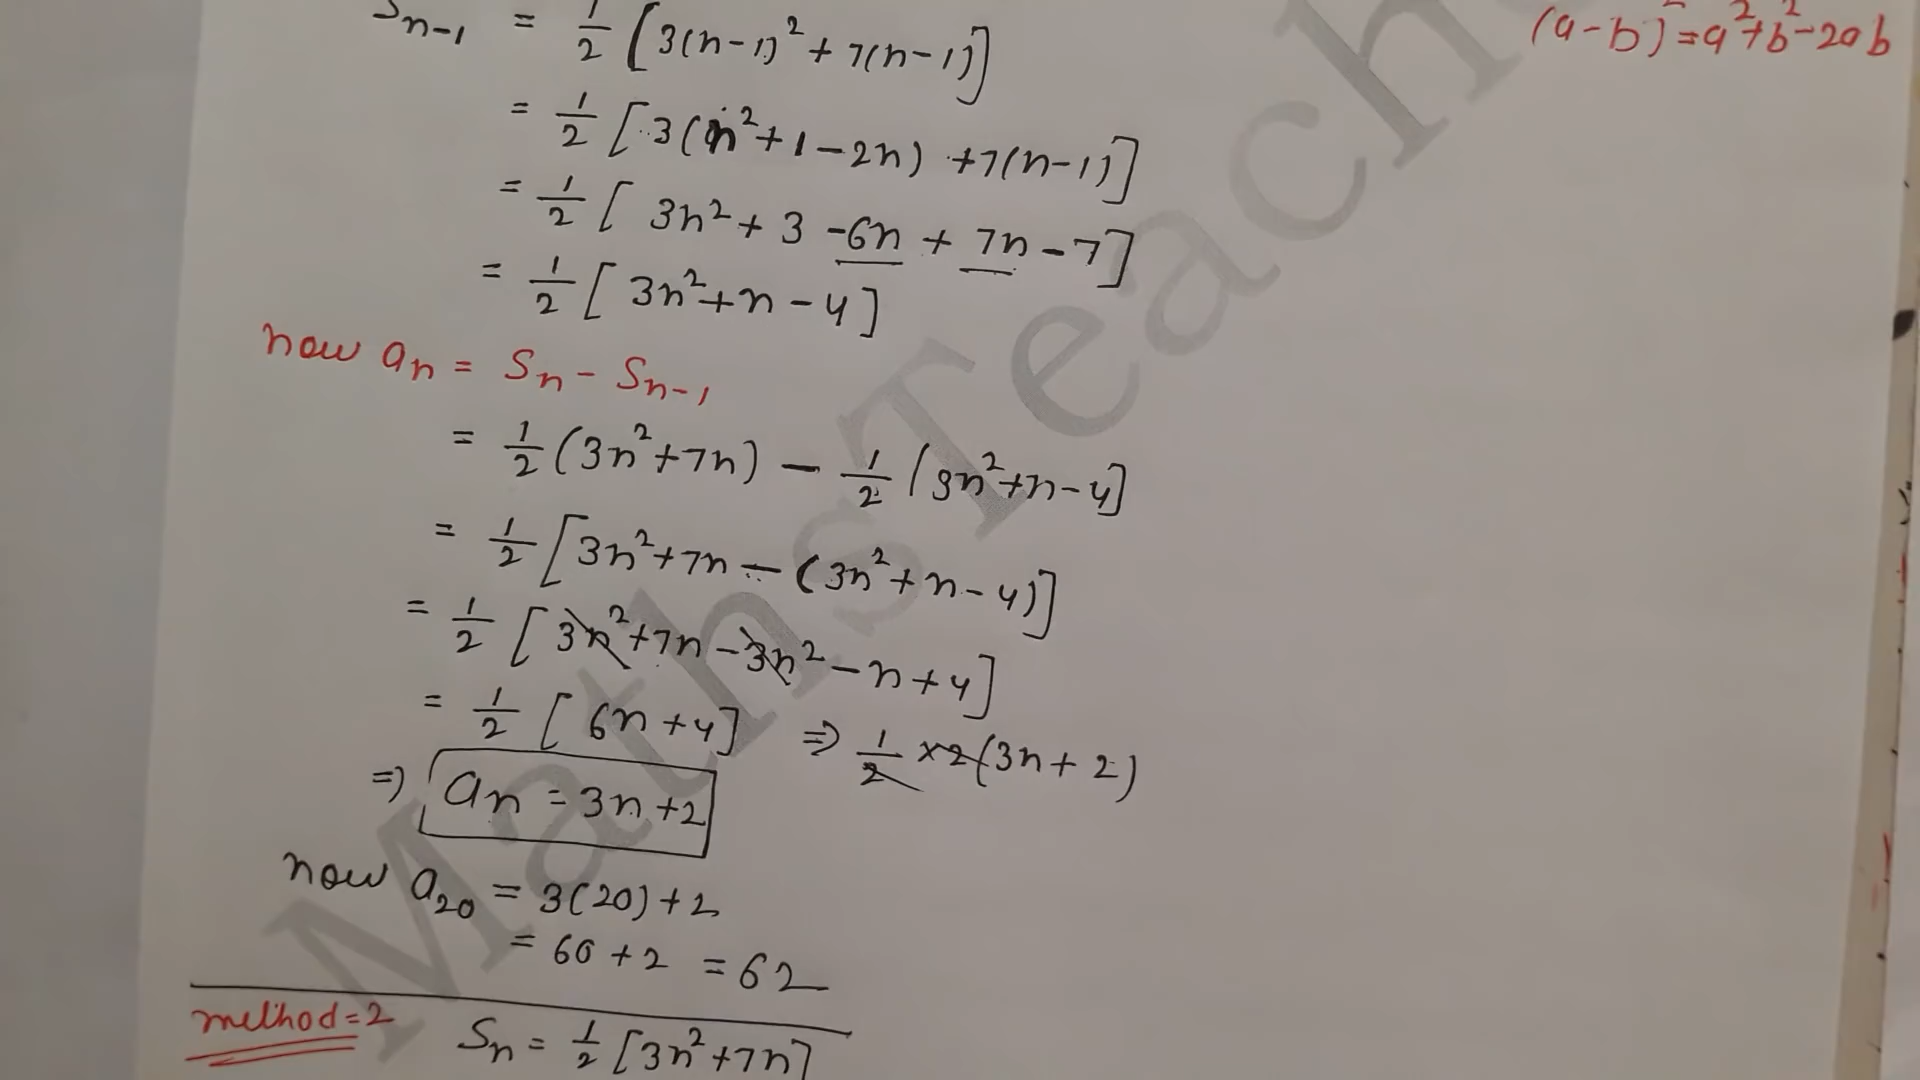 Sn-1 = 1/2 [3(n-1)² + 7(n-1)]
(a-b)² = a²+b²-2ab
= 1/2 [3(n²+1-2n) +7(n-1)]
= 1/2 [3n² + 3 -6n + 7n -7]
= 1/2 [3n²+n-4]
now an = Sn - Sn-1
= 1/2 (3n²+7n) - 1/2 [3n²+n-4]
= 1/2 [3n²+7n - (3n²+n-4)]
= 1/2 [3n²+7n-3n²-n+4]
= 1/2 [6n+4] ⇒ 1/2 ×2(3n+2)
⇒ an = 3n+2
now a20 = 3(20)+2
= 60+2 = 62
method=2 Sn = 1/2 [3n²+7n]
MathsTeach